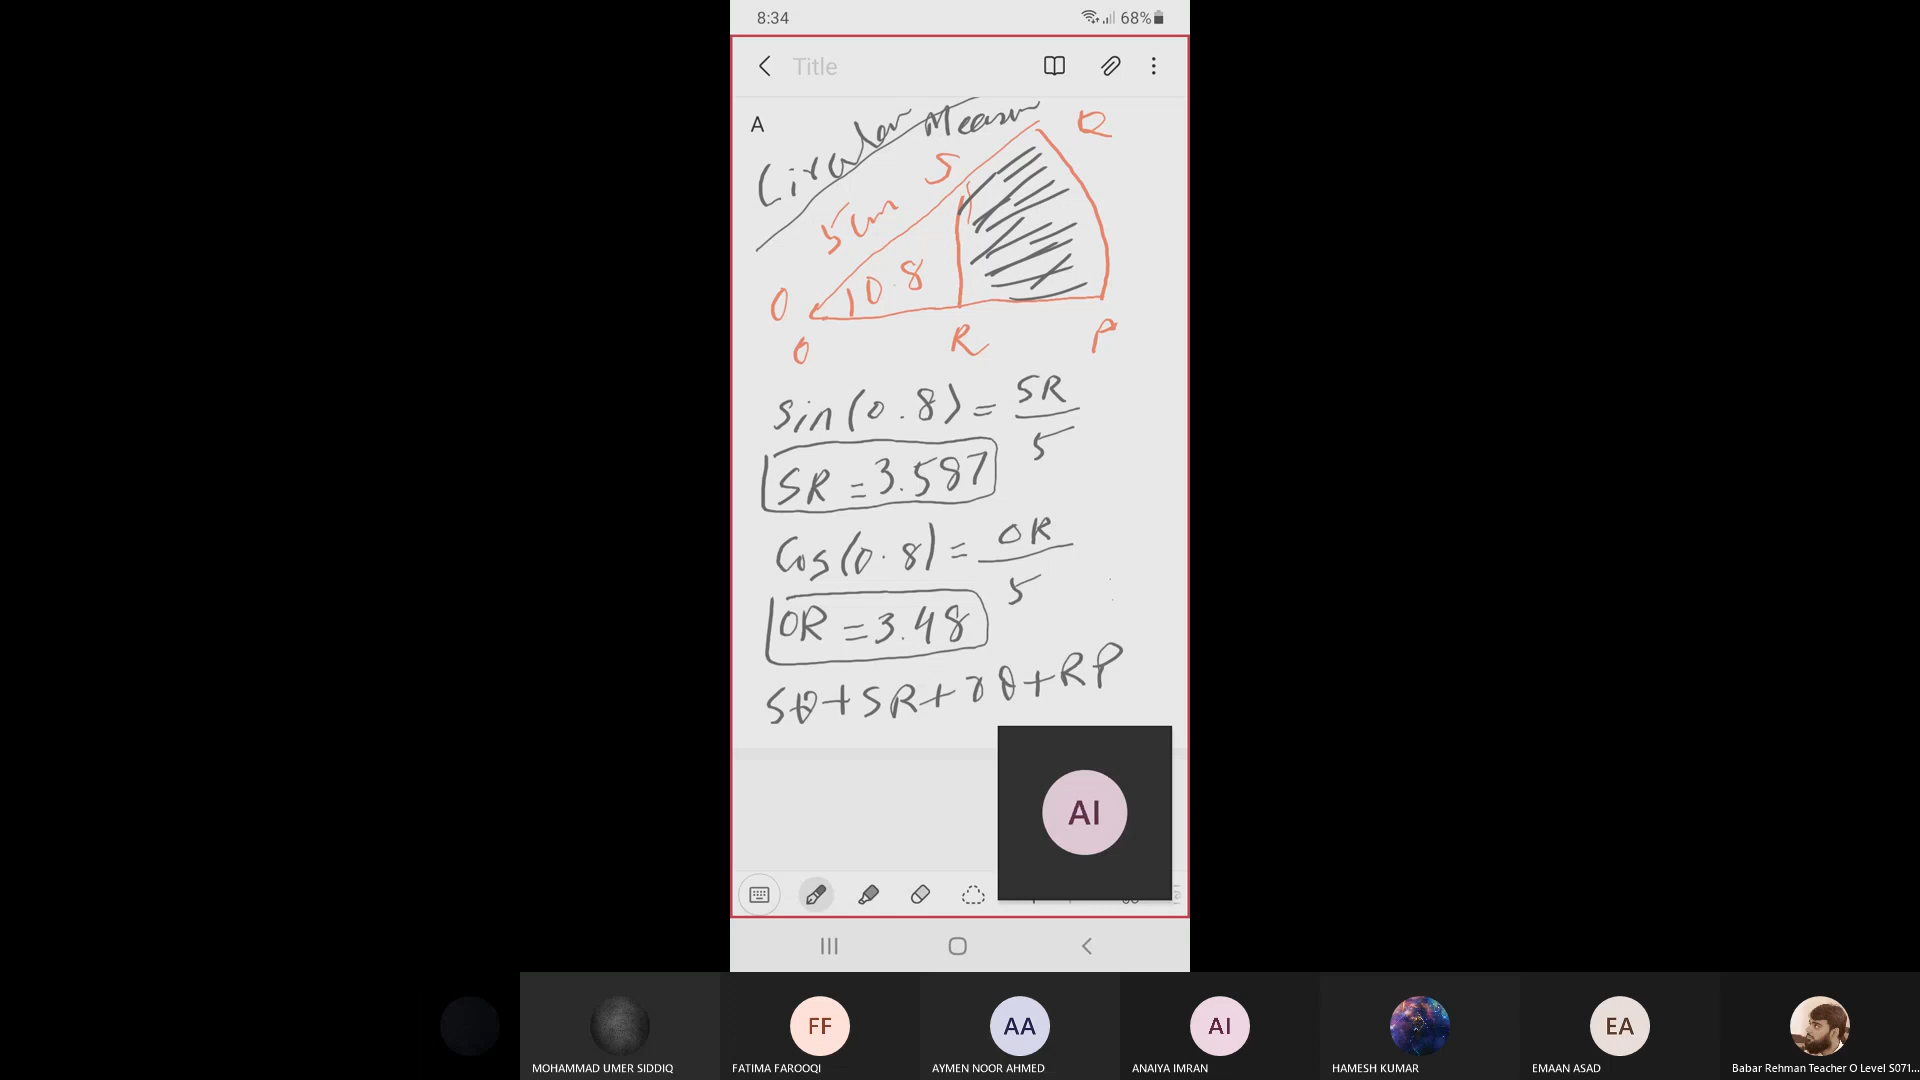 8:34 68%
Title
A
Circular Measur
Q
S
5cm
0.8
O
O R P
sin(0.8) = SR
5
SR = 3.587
Cos(0.8) = OR
5
OR = 3.48
SQ + SR + rθ + RP
AI
FF AA AI EA
MOHAMMAD UMER SIDDIQ FATIMA FAROOQI AYMEN NOOR AHMED ANAIYA IMRAN HAMESH KUMAR EMAAN ASAD Babar Rehman Teacher O Level S071...